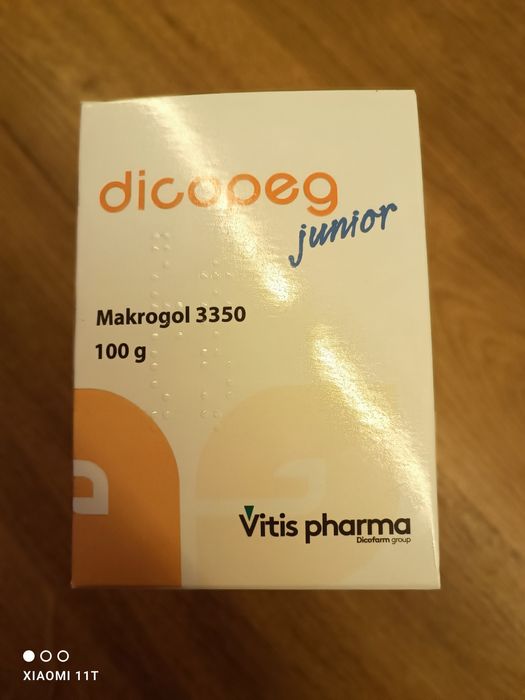 dicopeg
junior
Makrogol 3350
100 g
Vitis pharma
Dicofarm group
XIAOMI 11T